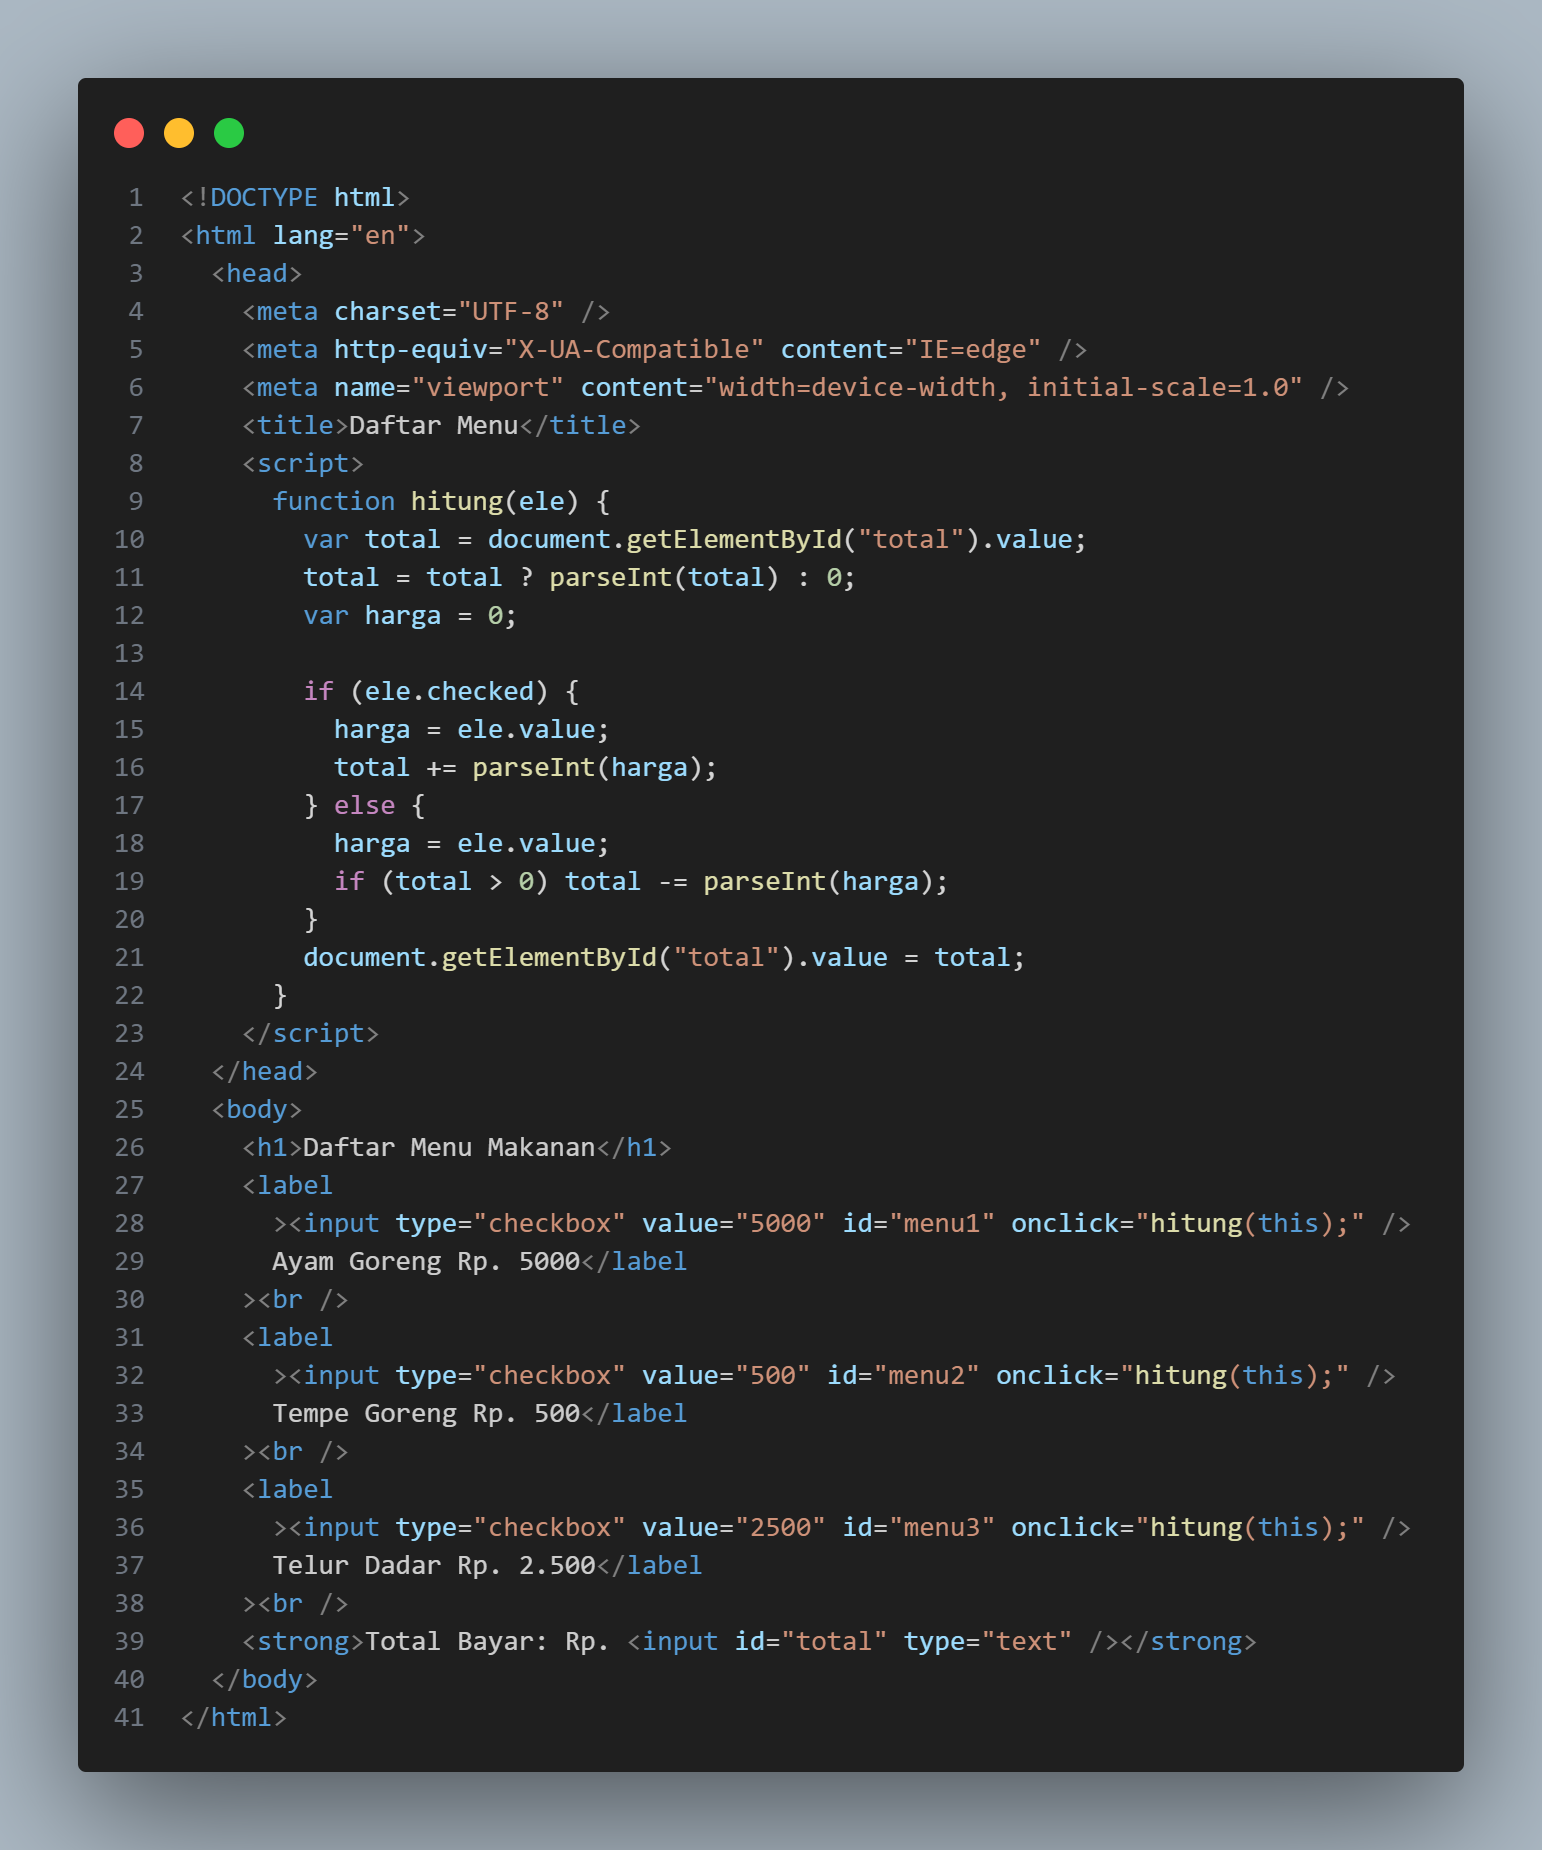 1 <!DOCTYPE html>
2 <html lang="en">
3   <head>
4     <meta charset="UTF-8" />
5     <meta http-equiv="X-UA-Compatible" content="IE=edge" />
6     <meta name="viewport" content="width=device-width, initial-scale=1.0" />
7     <title>Daftar Menu</title>
8     <script>
9       function hitung(ele) {
10         var total = document.getElementById("total").value;
11         total = total ? parseInt(total) : 0;
12         var harga = 0;
13
14         if (ele.checked) {
15           harga = ele.value;
16           total += parseInt(harga);
17         } else {
18           harga = ele.value;
19           if (total > 0) total -= parseInt(harga);
20         }
21         document.getElementById("total").value = total;
22       }
23     </script>
24   </head>
25   <body>
26     <h1>Daftar Menu Makanan</h1>
27     <label
28       ><input type="checkbox" value="5000" id="menu1" onclick="hitung(this);" />
29       Ayam Goreng Rp. 5000</label
30     ><br />
31     <label
32       ><input type="checkbox" value="500" id="menu2" onclick="hitung(this);" />
33       Tempe Goreng Rp. 500</label
34     ><br />
35     <label
36       ><input type="checkbox" value="2500" id="menu3" onclick="hitung(this);" />
37       Telur Dadar Rp. 2.500</label
38     ><br />
39     <strong>Total Bayar: Rp. <input id="total" type="text" /></strong>
40   </body>
41 </html>